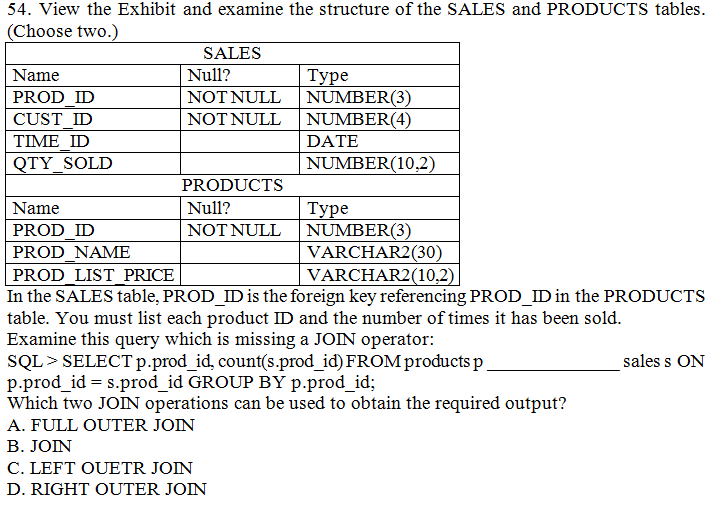 54. View the Exhibit and examine the structure of the SALES and PRODUCTS tables.
(Choose two.)
SALES
Name Null? Type
PROD_ID NOT NULL NUMBER(3)
CUST_ID NOT NULL NUMBER(4)
TIME_ID DATE
QTY_SOLD NUMBER(10,2)
PRODUCTS
Name Null? Type
PROD_ID NOT NULL NUMBER(3)
PROD_NAME VARCHAR2(30)
PROD_LIST_PRICE VARCHAR2(10,2)
In the SALES table, PROD_ID is the foreign key referencing PROD_ID in the PRODUCTS
table. You must list each product ID and the number of times it has been sold.
Examine this query which is missing a JOIN operator:
SQL > SELECT p.prod_id, count(s.prod_id) FROM products p ______________ sales s ON
p.prod_id = s.prod_id GROUP BY p.prod_id;
Which two JOIN operations can be used to obtain the required output?
A. FULL OUTER JOIN
B. JOIN
C. LEFT OUETR JOIN
D. RIGHT OUTER JOIN